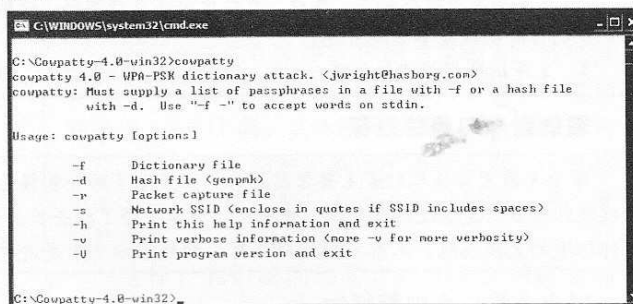 C:\WINDOWS\system32\cmd.exe
C:\Cowpatty-4.0-win32>cowpatty
cowpatty 4.0 - WPA-PSK dictionary attack. <jwright@hasborg.com>
cowpatty: Must supply a list of passphrases in a file with -f or a hash file
with -d. Use "-f -" to accept words on stdin.
Usage: cowpatty [options]
-f Dictionary file
-d Hash file (genpmk)
-r Packet capture file
-s Network SSID (enclose in quotes if SSID includes spaces)
-h Print this help information and exit
-v Print verbose information (more -v for more verbosity)
-V Print program version and exit
C:\Cowpatty-4.0-win32>_